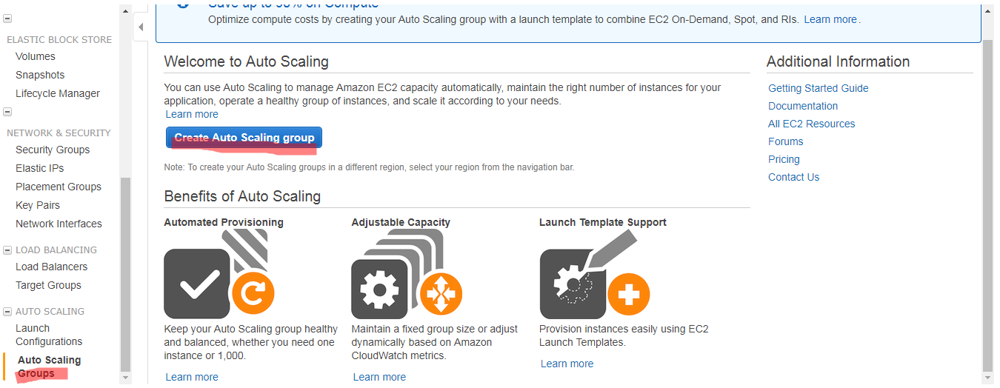 Save up to 90% on Compute
Optimize compute costs by creating your Auto Scaling group with a launch template to combine EC2 On-Demand, Spot, and RIs. Learn more.
ELASTIC BLOCK STORE
Volumes
Snapshots
Lifecycle Manager
NETWORK & SECURITY
Security Groups
Elastic IPs
Placement Groups
Key Pairs
Network Interfaces
LOAD BALANCING
Load Balancers
Target Groups
AUTO SCALING
Launch
Configurations
Auto Scaling
Groups
Welcome to Auto Scaling
You can use Auto Scaling to manage Amazon EC2 capacity automatically, maintain the right number of instances for your
application, operate a healthy group of instances, and scale it according to your needs.
Learn more
Create Auto Scaling group
Note: To create your Auto Scaling groups in a different region, select your region from the navigation bar.
Benefits of Auto Scaling
Automated Provisioning
Keep your Auto Scaling group healthy
and balanced, whether you need one
instance or 1,000.
Learn more
Adjustable Capacity
Maintain a fixed group size or adjust
dynamically based on Amazon
CloudWatch metrics.
Learn more
Launch Template Support
Provision instances easily using EC2
Launch Templates.
Learn more
Additional Information
Getting Started Guide
Documentation
All EC2 Resources
Forums
Pricing
Contact Us